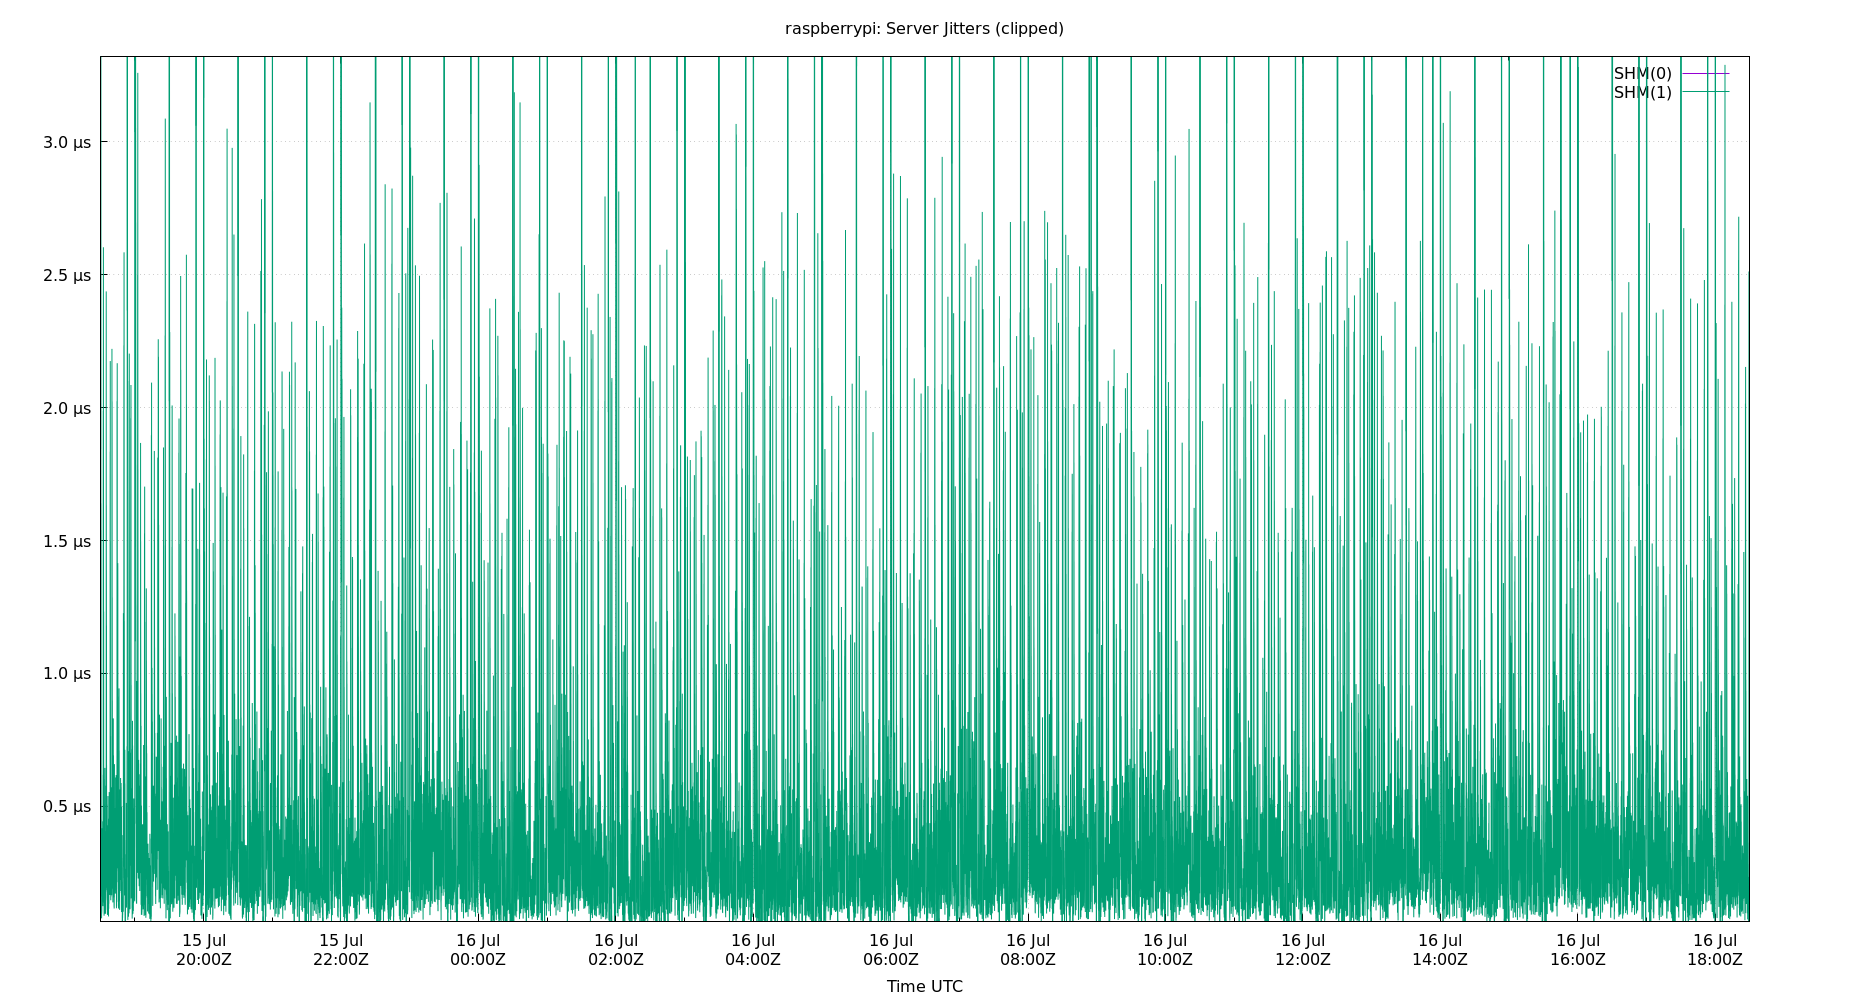 raspberrypi: Server Jitters (clipped)
SHM(0)
SHM(1)
3.0 µs
2.5 µs
2.0 µs
1.5 µs
1.0 µs
0.5 µs
15 Jul 15 Jul 16 Jul 16 Jul 16 Jul 16 Jul 16 Jul 16 Jul 16 Jul 16 Jul 16 Jul 16 Jul
20:00Z 22:00Z 00:00Z 02:00Z 04:00Z 06:00Z 08:00Z 10:00Z 12:00Z 14:00Z 16:00Z 18:00Z
Time UTC